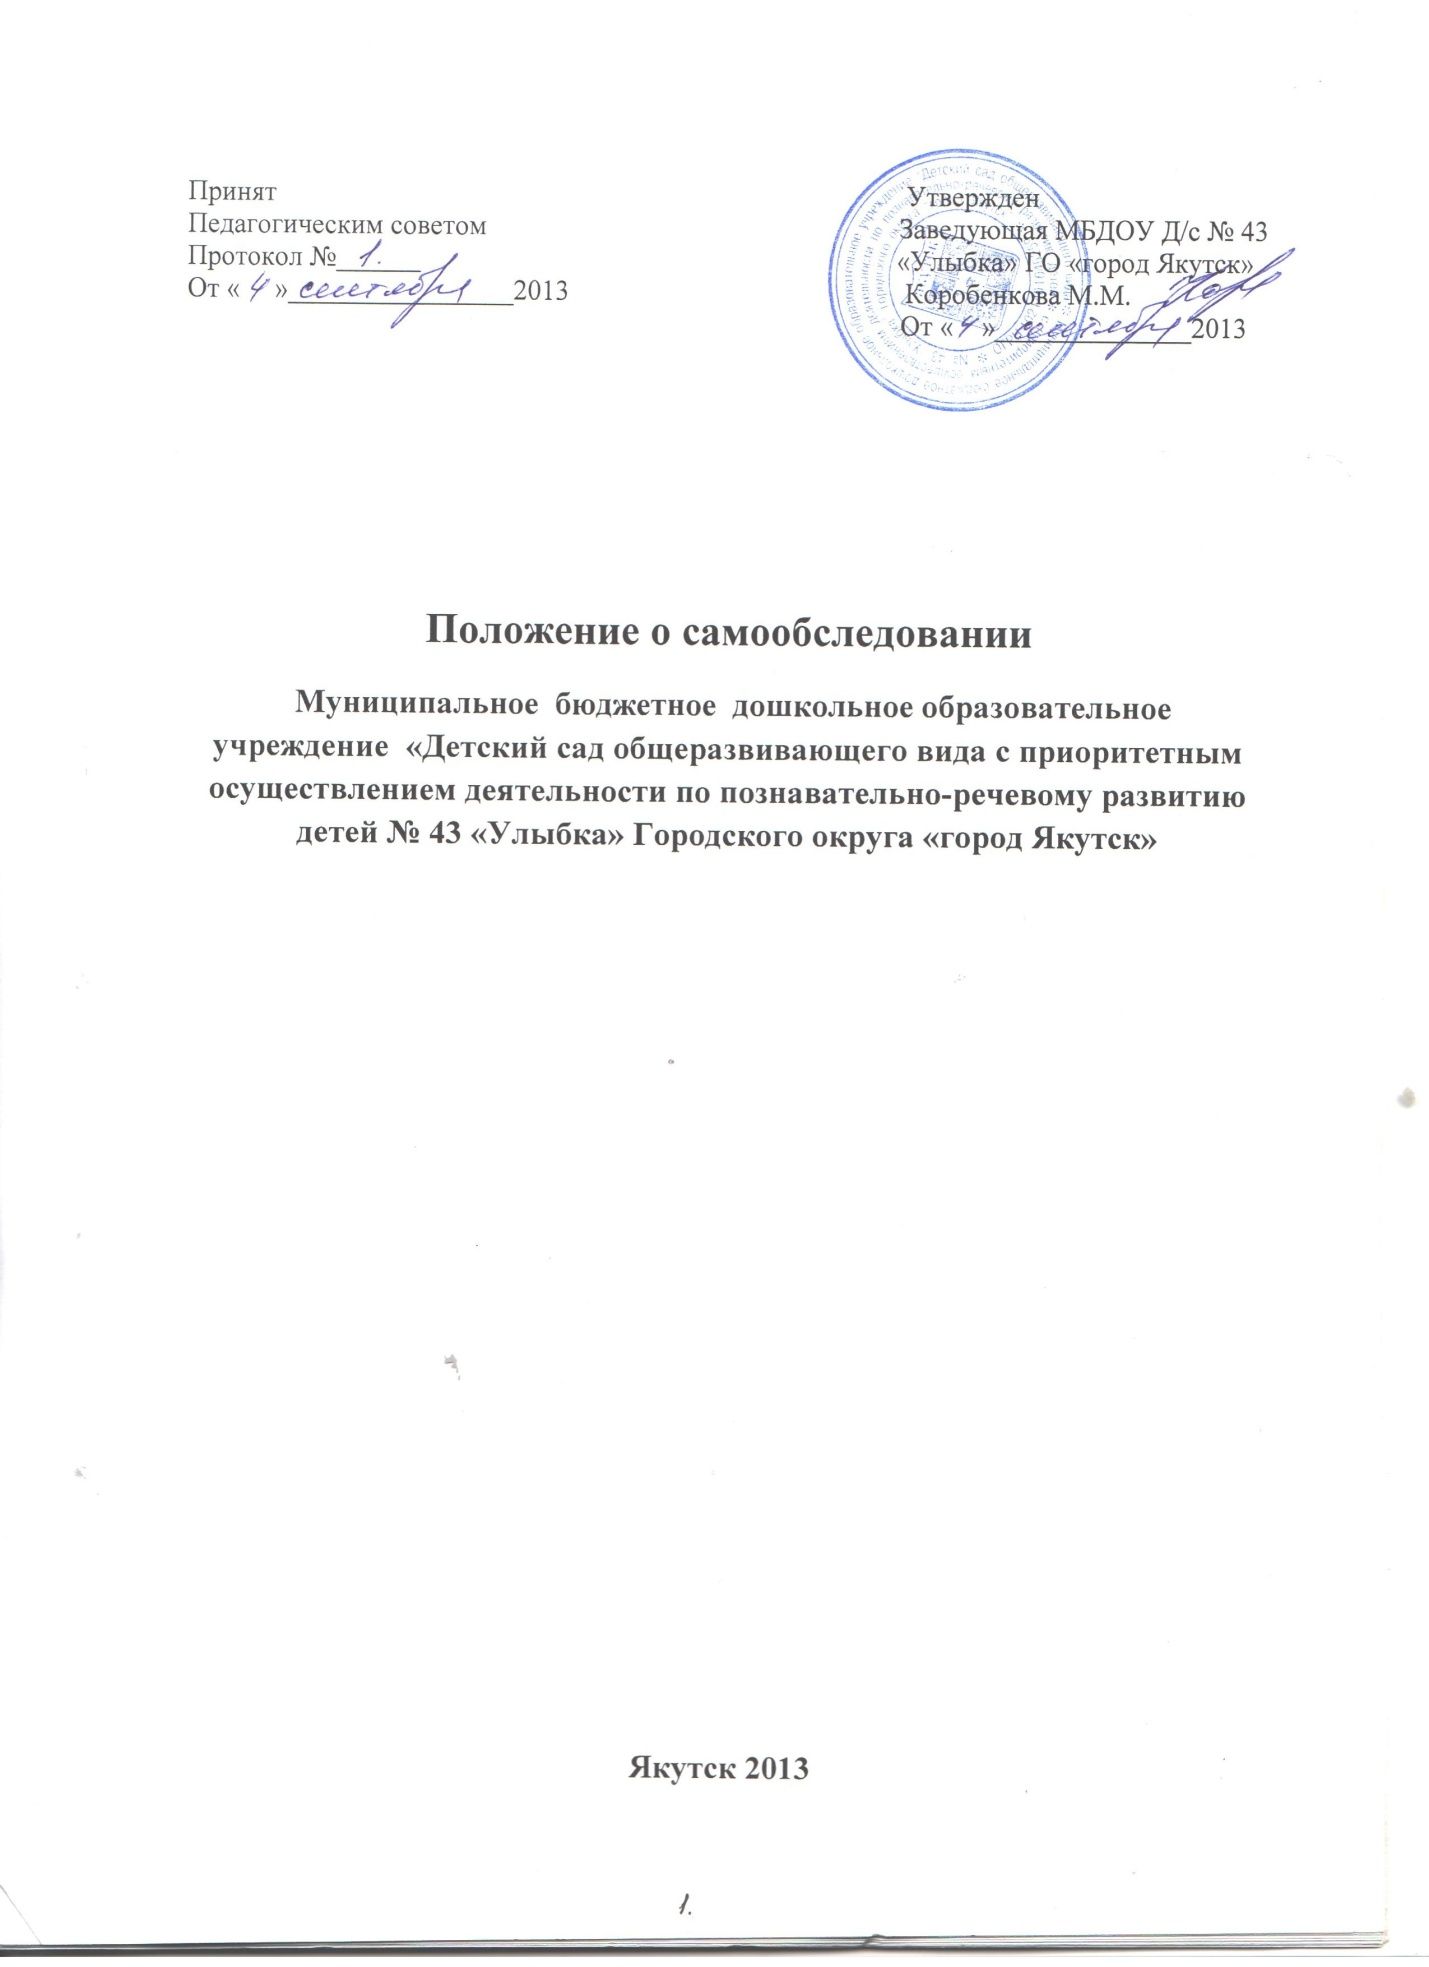 Принят
Педагогическим советом
Протокол № 1.
От « 4 » сентября 2013
Утвержден
Заведующая МБДОУ Д/с № 43
«Улыбка» ГО «город Якутск»
Коробенкова М.М.
От « 4 » сентября 2013
Положение о самообследовании
Муниципальное бюджетное дошкольное образовательное
учреждение «Детский сад общеразвивающего вида с приоритетным
осуществлением деятельности по познавательно-речевому развитию
детей № 43 «Улыбка» Городского округа «город Якутск»
Якутск 2013
1.